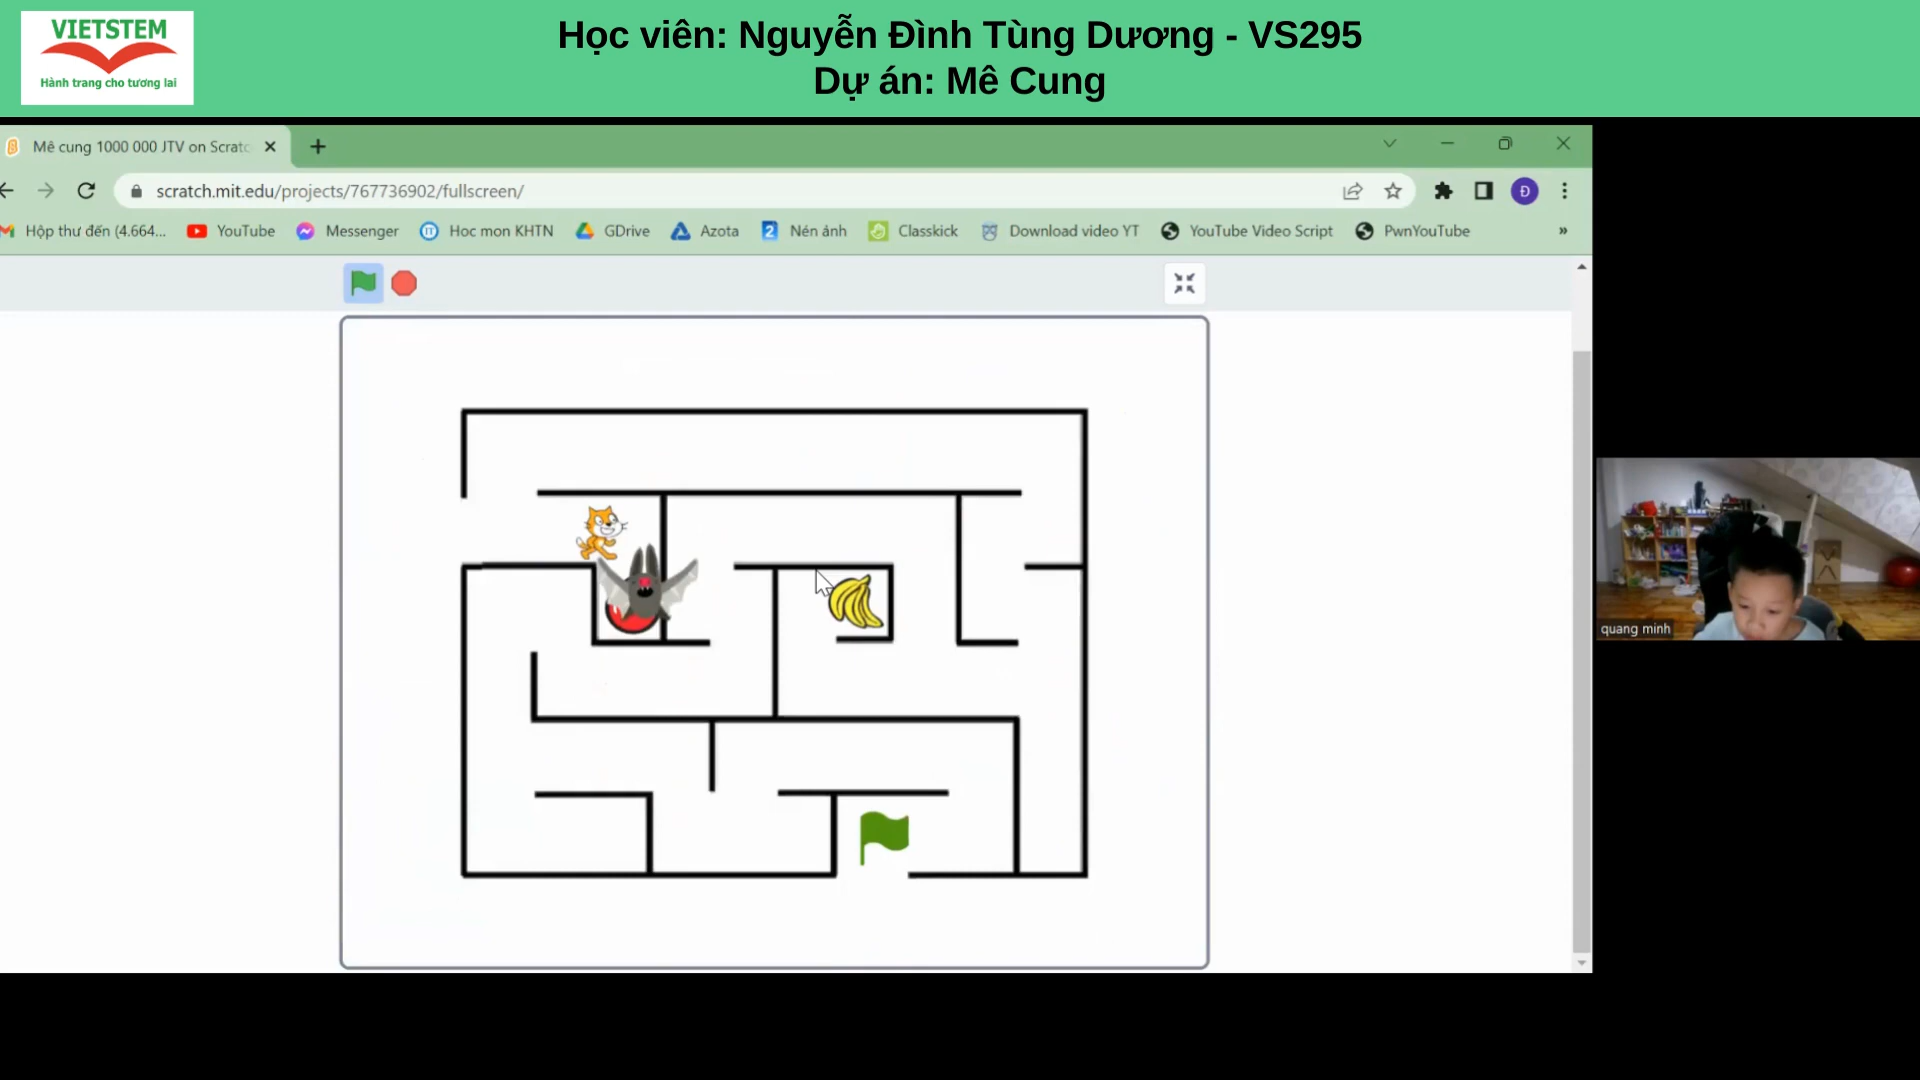 VIETSTEM
Hành trang cho tương lai
Học viên: Nguyễn Đình Tùng Dương - VS295
Dự án: Mê Cung
Mê cung 1000 000 JTV on Scratc
scratch.mit.edu/projects/767736902/fullscreen/
Đ
Hộp thư đến (4.664...
YouTube
Messenger
Hoc mon KHTN
GDrive
Azota
Nén ảnh
Classkick
Download video YT
YouTube Video Script
PwnYouTube
»
quang minh